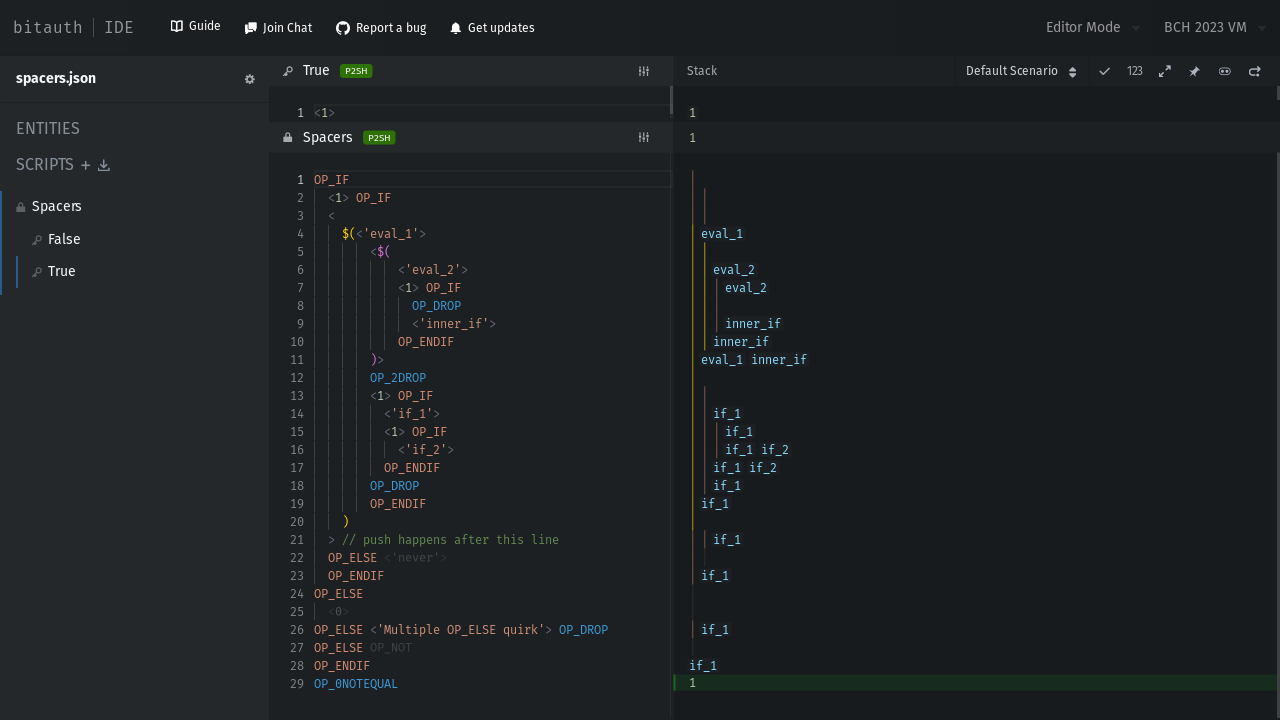 bitauth IDE Guide Join Chat Report a bug Get updates Editor Mode BCH 2023 VM
spacers.json
ENTITIES
SCRIPTS
Spacers
False
True
True P2SH
1 <1>
Spacers P2SH
1 OP_IF
2 <1> OP_IF
3 <
4 $(<'eval_1'>
5 <$(
6 <'eval_2'>
7 <1> OP_IF
8 OP_DROP
9 <'inner_if'>
10 OP_ENDIF
11 )>
12 OP_2DROP
13 <1> OP_IF
14 <'if_1'>
15 <1> OP_IF
16 <'if_2'>
17 OP_ENDIF
18 OP_DROP
19 OP_ENDIF
20 )
21 > // push happens after this line
22 OP_ELSE <'never'>
23 OP_ENDIF
24 OP_ELSE
25 <0>
26 OP_ELSE <'Multiple OP_ELSE quirk'> OP_DROP
27 OP_ELSE OP_NOT
28 OP_ENDIF
29 OP_0NOTEQUAL
Stack Default Scenario 123
1
1
eval_1
eval_2
eval_2
inner_if
inner_if
eval_1 inner_if
if_1
if_1
if_1 if_2
if_1 if_2
if_1
if_1
if_1
if_1
if_1
if_1
1